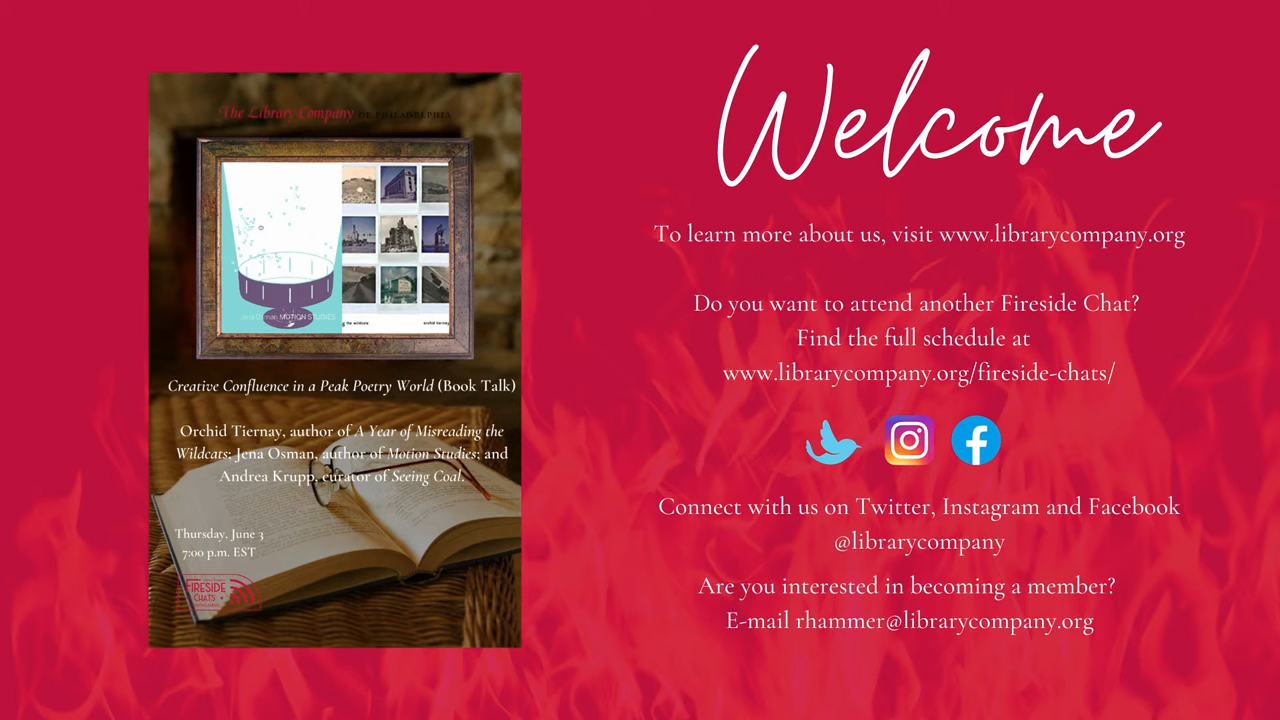 The Library Company OF PHILADELPHIA
Jena Osman MOTION STUDIES
g the wildcats
orchid tierney
Creative Confluence in a Peak Poetry World (Book Talk)
Orchid Tiernay, author of A Year of Misreading the
Wildcats; Jena Osman, author of Motion Studies; and
Andrea Krupp, curator of Seeing Coal.
Thursday, June 3
7:00 p.m. EST
FIRESIDE
CHATS
Welcome
To learn more about us, visit www.librarycompany.org
Do you want to attend another Fireside Chat?
Find the full schedule at
www.librarycompany.org/fireside-chats/
Connect with us on Twitter, Instagram and Facebook
@librarycompany
Are you interested in becoming a member?
E-mail rhammer@librarycompany.org